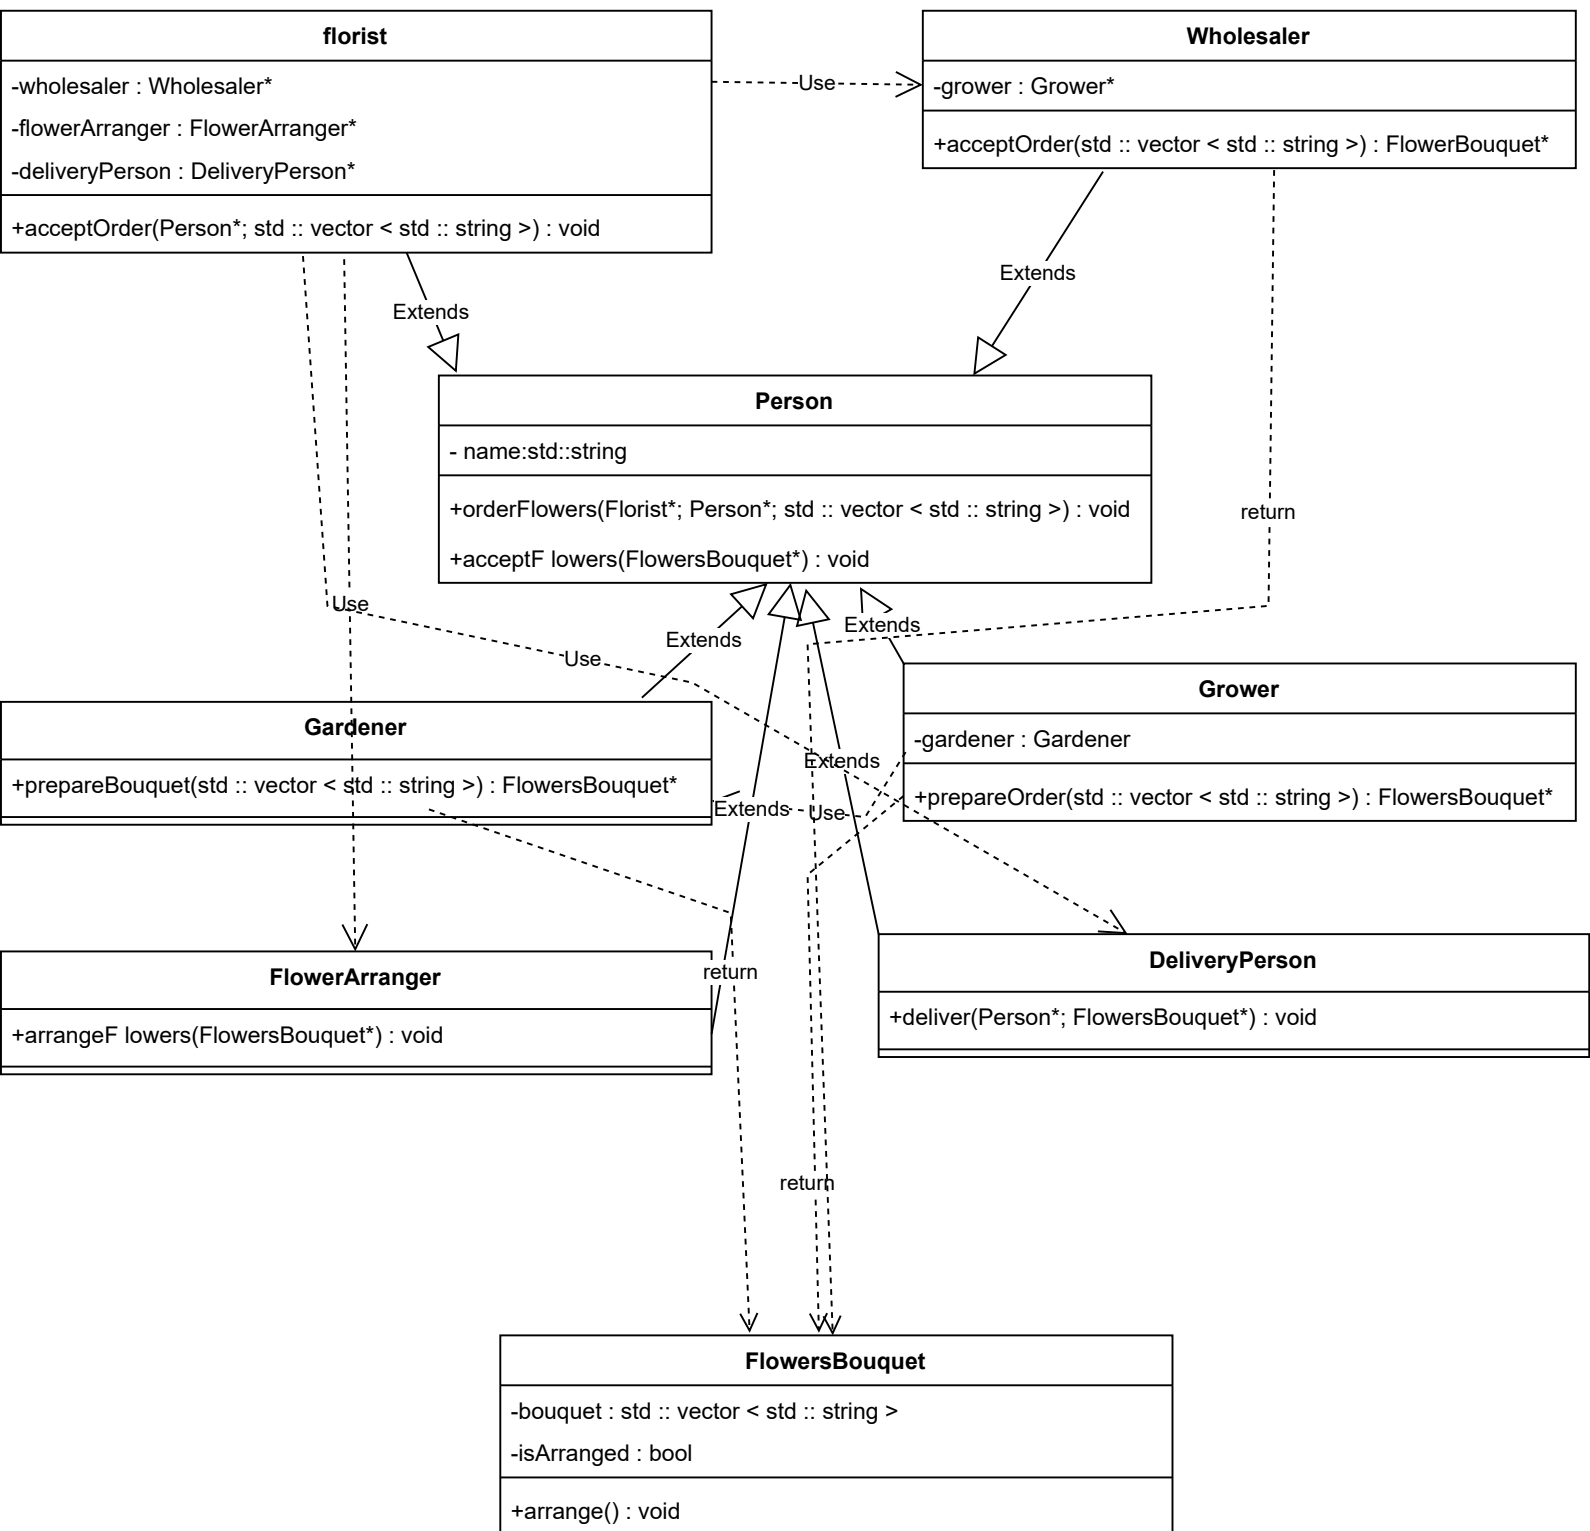 florist
-wholesaler : Wholesaler*
-flowerArranger : FlowerArranger*
-deliveryPerson : DeliveryPerson*
+acceptOrder(Person*; std :: vector < std :: string >) : void
Use
Wholesaler
-grower : Grower*
+acceptOrder(std :: vector < std :: string >) : FlowerBouquet*
Extends
Extends
Person
- name:std::string
+orderFlowers(Florist*; Person*; std :: vector < std :: string >) : void
+acceptF lowers(FlowersBouquet*) : void
return
Use
Use
Extends
Extends
Gardener
+prepareBouquet(std :: vector < std :: string >) : FlowersBouquet*
Grower
-gardener : Gardener
+prepareOrder(std :: vector < std :: string >) : FlowersBouquet*
Extends
Extends
Use
FlowerArranger
+arrangeF lowers(FlowersBouquet*) : void
return
DeliveryPerson
+deliver(Person*; FlowersBouquet*) : void
return
FlowersBouquet
-bouquet : std :: vector < std :: string >
-isArranged : bool
+arrange() : void